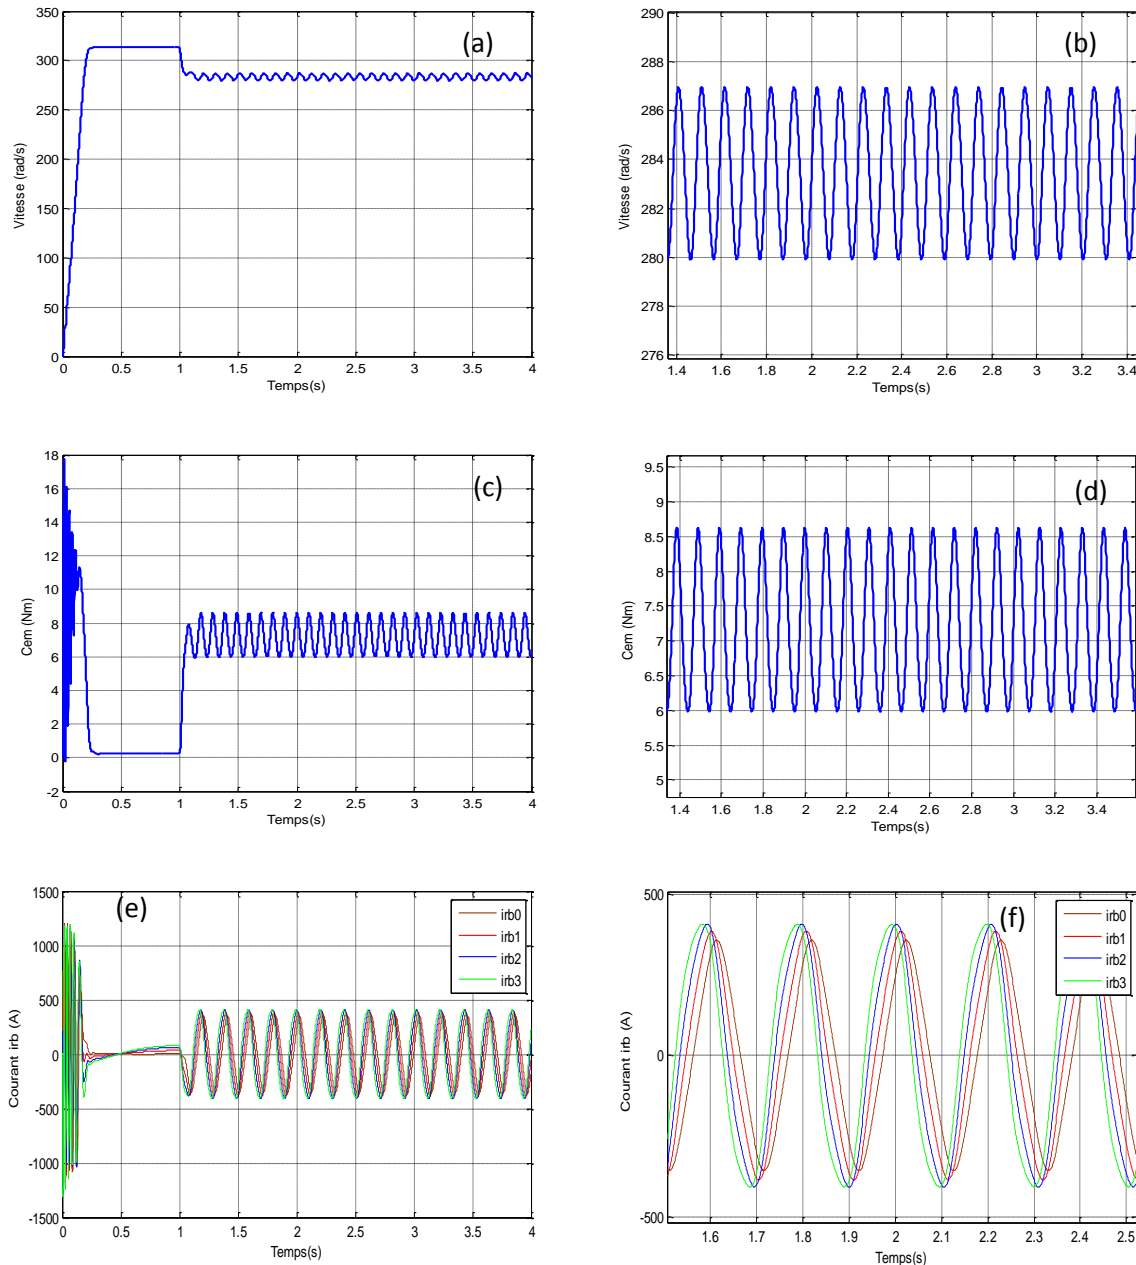 350
300
250
200
150
100
50
0
Vitesse (rad/s)
(a)
0 0.5 1 1.5 2 2.5 3 3.5 4
Temps(s)
290
288
286
284
282
280
278
276
Vitesse (rad/s)
(b)
1.4 1.6 1.8 2 2.2 2.4 2.6 2.8 3 3.2 3.4
Temps(s)
18
16
14
12
10
8
6
4
2
0
-2
Cem (Nm)
(c)
0 0.5 1 1.5 2 2.5 3 3.5 4
Temps(s)
9.5
9
8.5
8
7.5
7
6.5
6
5.5
5
Cem (Nm)
(d)
1.4 1.6 1.8 2 2.2 2.4 2.6 2.8 3 3.2 3.4
Temps(s)
1500
1000
500
0
-500
-1000
-1500
Courant irb (A)
(e)
irb0
irb1
irb2
irb3
0 0.5 1 1.5 2 2.5 3 3.5 4
Temps(s)
500
0
-500
Courant irb (A)
(f)
irb0
irb1
irb2
irb3
1.6 1.7 1.8 1.9 2 2.1 2.2 2.3 2.4 2.5
Temps(s)